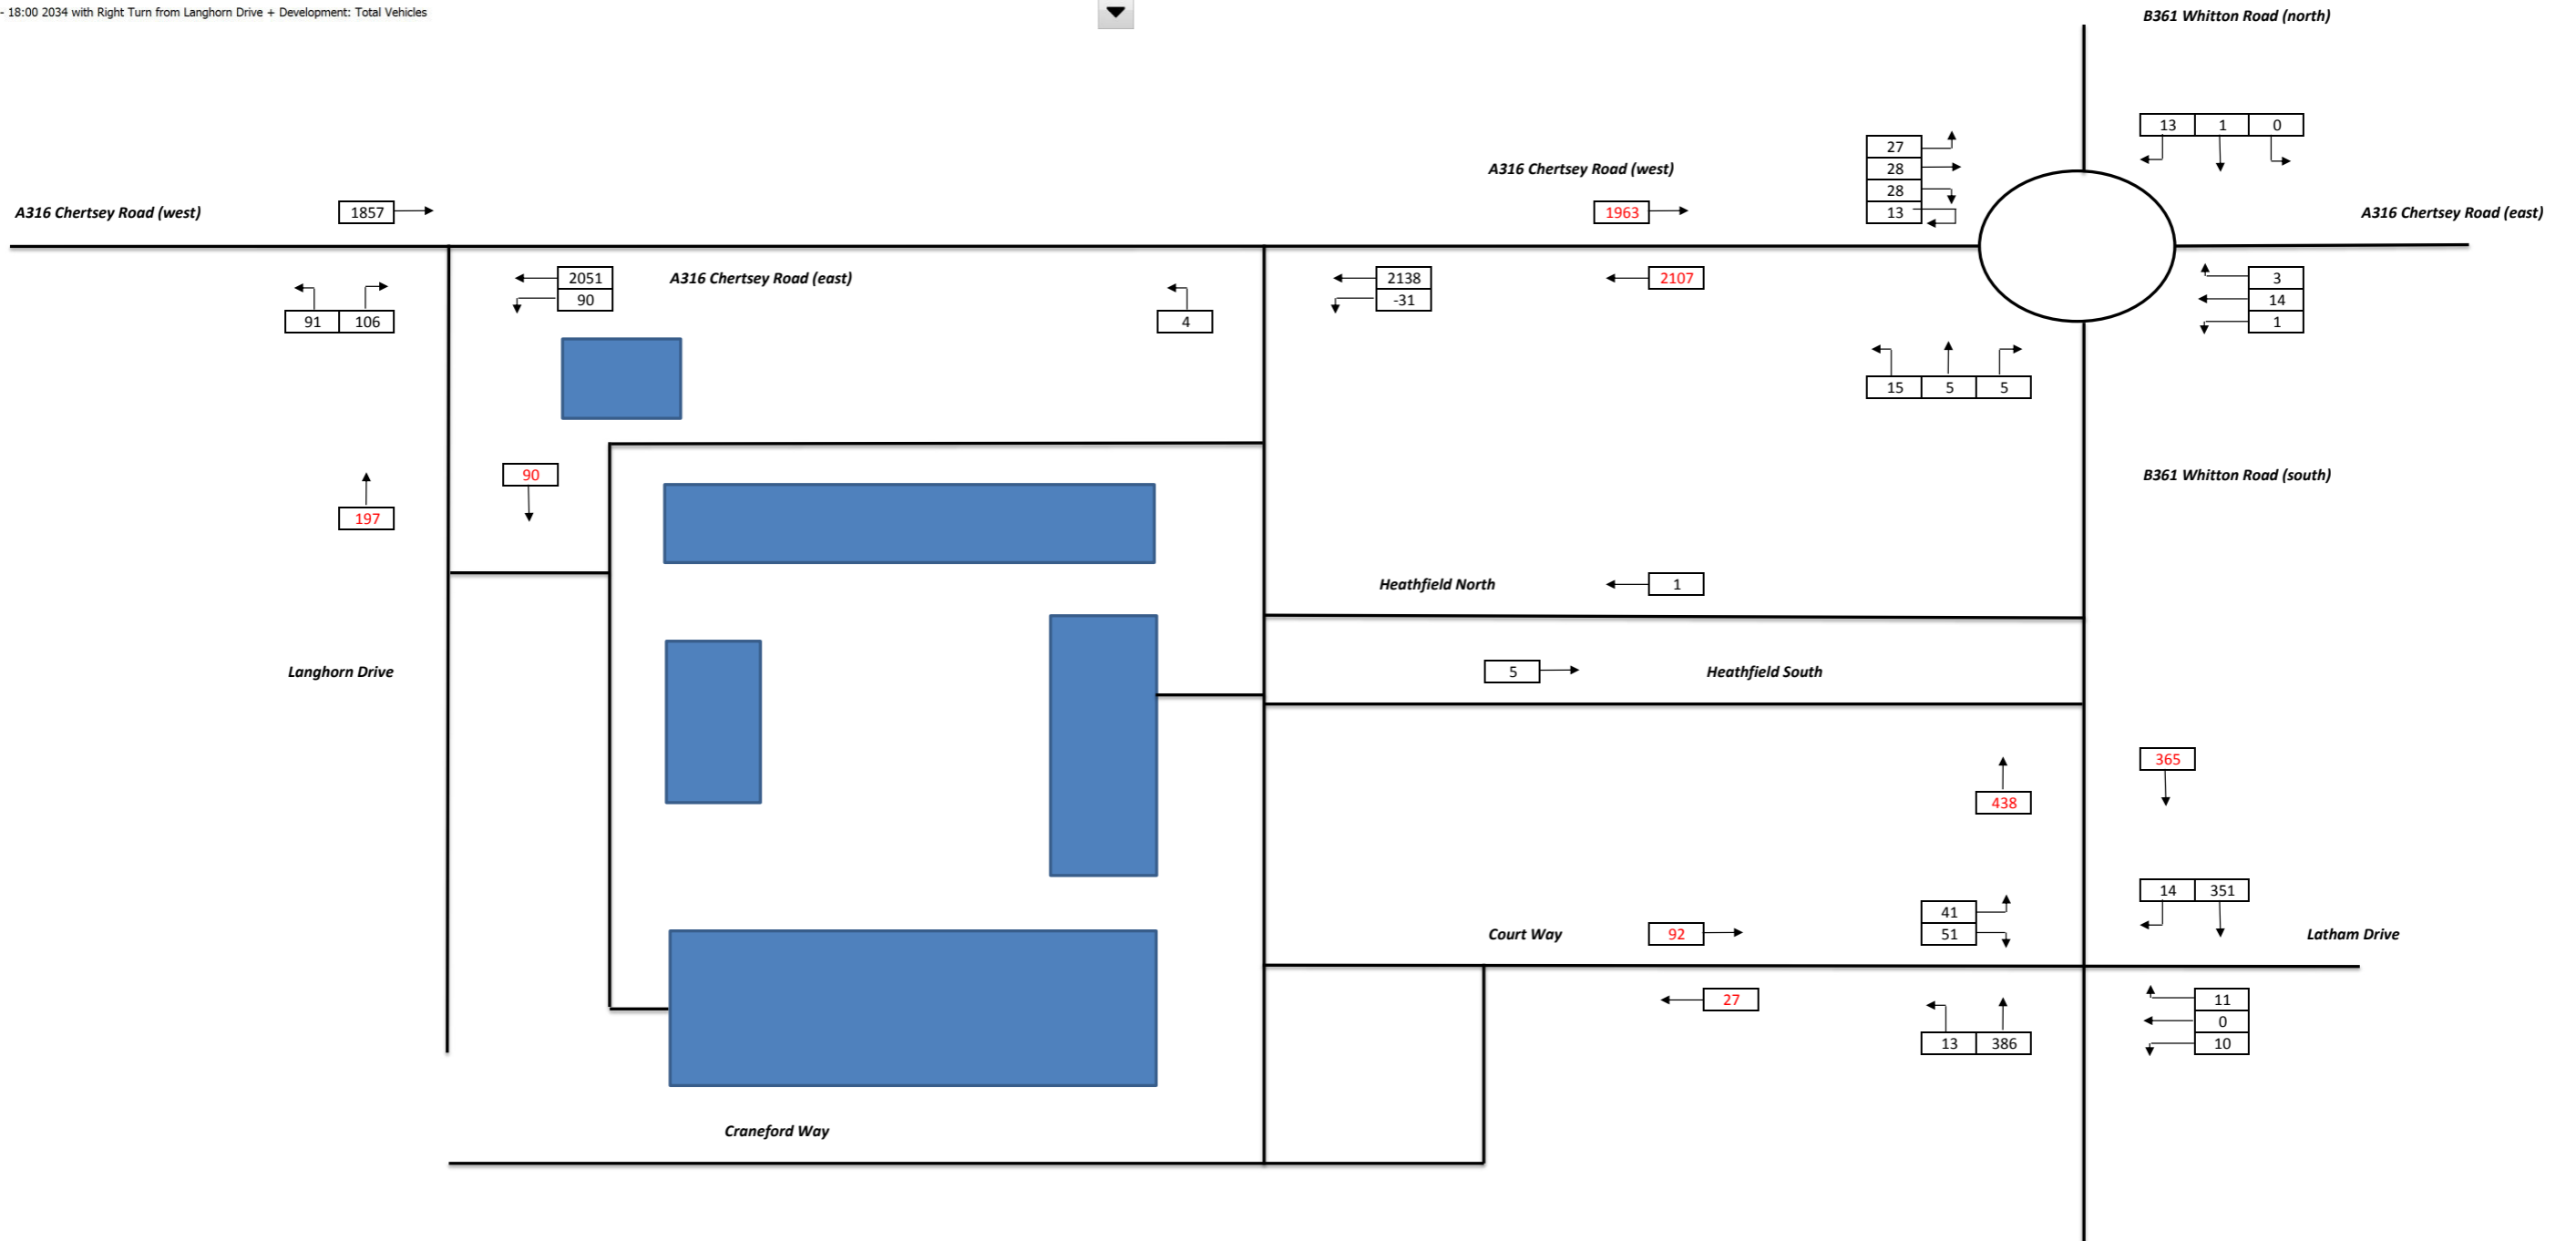 - 18:00 2034 with Right Turn from Langhorn Drive + Development: Total Vehicles
B361 Whitton Road (north)
13 1 0
27
28
28
13
A316 Chertsey Road (west)
A316 Chertsey Road (west)
1857
1963
A316 Chertsey Road (east)
2051
90
A316 Chertsey Road (east)
2138
-31
2107
3
14
1
91 106
4
15 5 5
90
197
B361 Whitton Road (south)
Heathfield North
1
Langhorn Drive
5
Heathfield South
365
438
14 351
41
51
Court Way
92
Latham Drive
27
11
0
10
13 386
Craneford Way